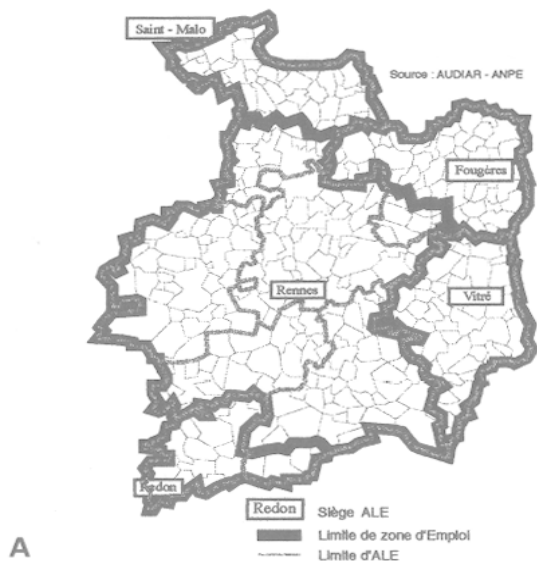 Saint - Malo
Source : AUDIAR - ANPE
Fougères
Rennes
Vitré
Redon
Redon Siège ALE
Limite de zone d'Emploi
Limite d'ALE
A